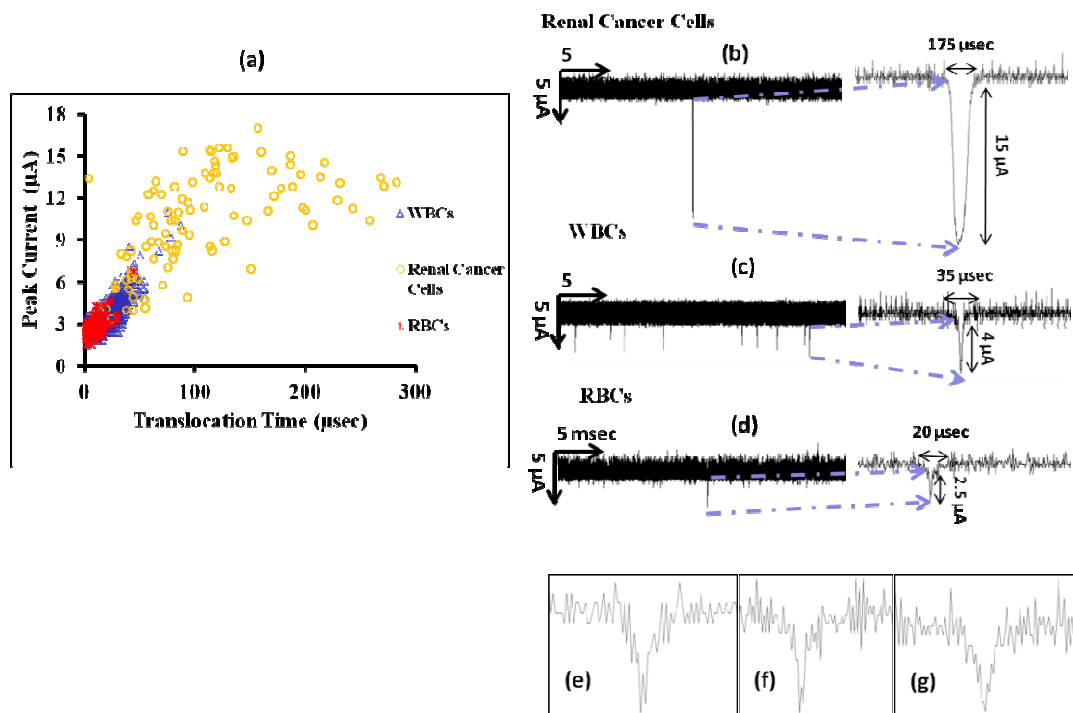 (a)
Peak Current (µA)
18
15
12
9
6
3
0
0
100
200
300
Translocation Time (µsec)
WBCs
Renal Cancer
Cells
RBCs
Renal Cancer Cells
(b)
5
5 µA
175 µsec
15 µA
WBCs
(c)
5
5 µA
35 µsec
4 µA
RBCs
(d)
5 msec
5 µA
20 µsec
2.5 µA
(e)
(f)
(g)